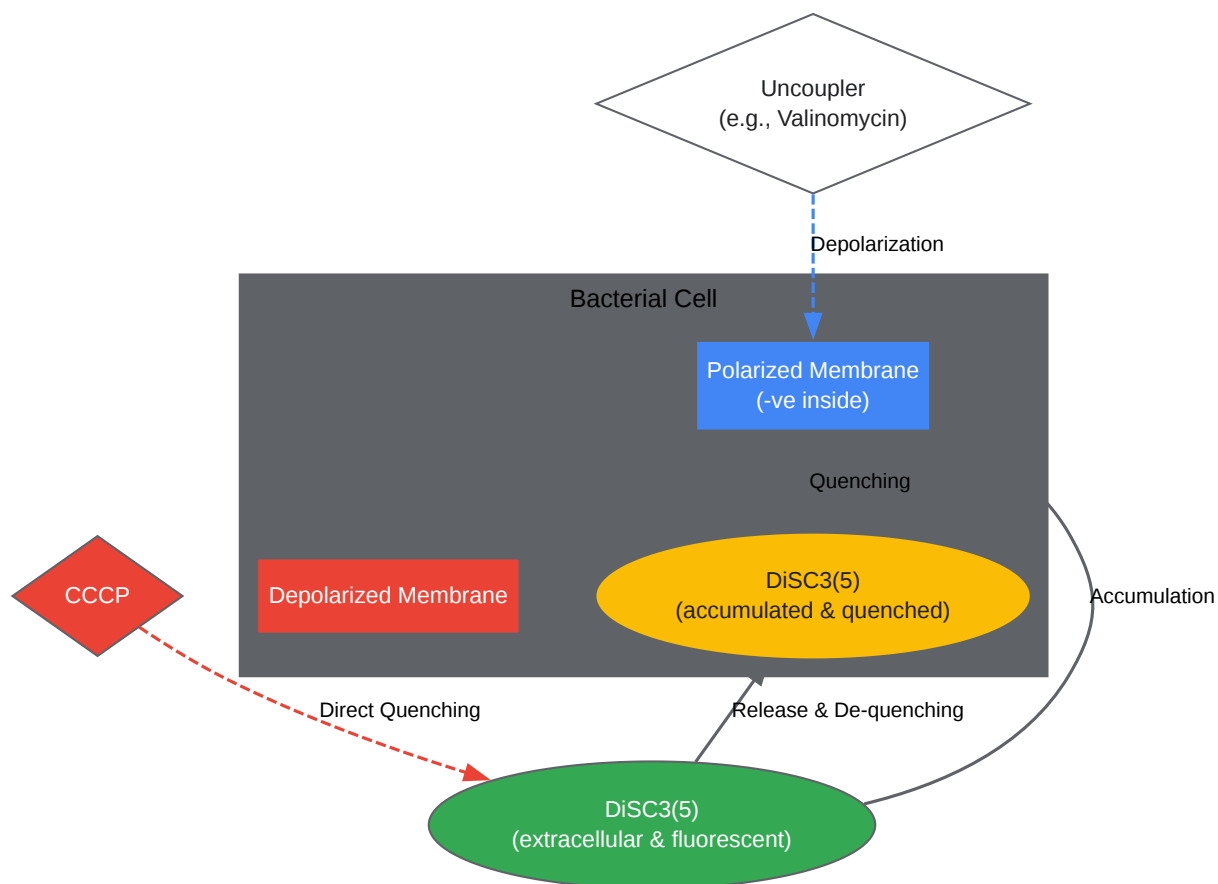 Uncoupler
(e.g., Valinomycin)
Depolarization
Bacterial Cell
Polarized Membrane
(-ve inside)
Quenching
CCCP
Depolarized Membrane
DiSC3(5)
(accumulated & quenched)
Accumulation
Direct Quenching
Release & De-quenching
DiSC3(5)
(extracellular & fluorescent)